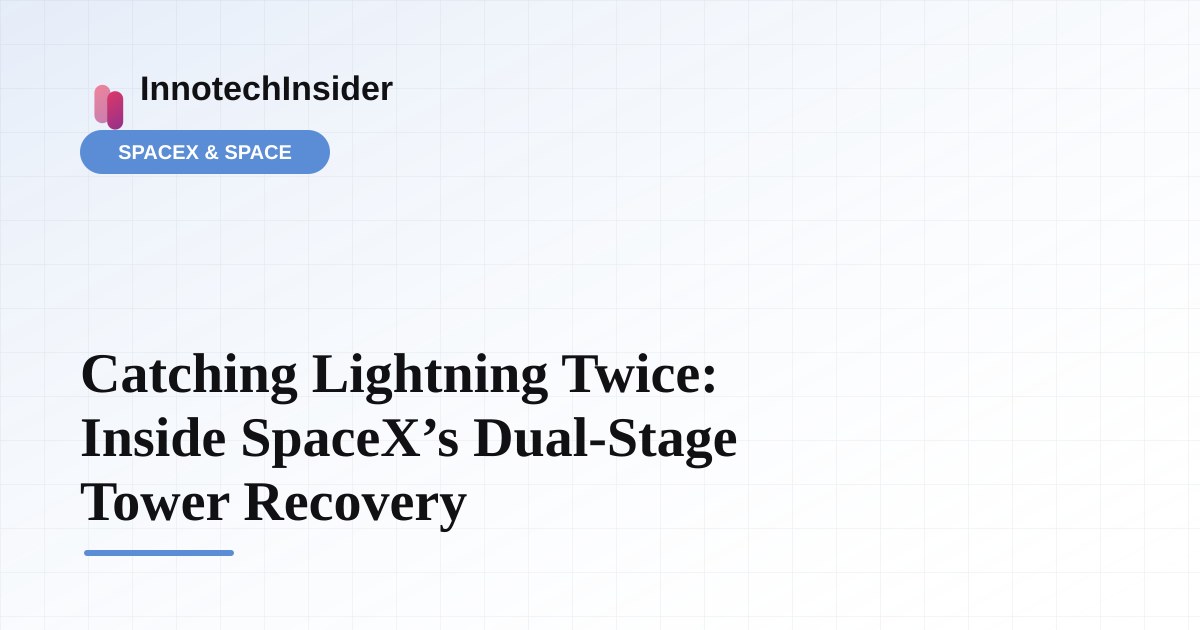 InnotechInsider
SPACEX & SPACE
Catching Lightning Twice:
Inside SpaceX’s Dual-Stage
Tower Recovery